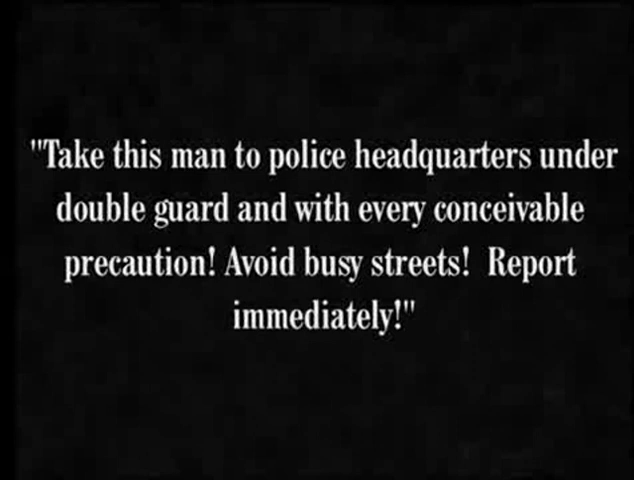 "Take this man to police headquarters under
double guard and with every conceivable
precaution! Avoid busy streets!  Report
immediately!"